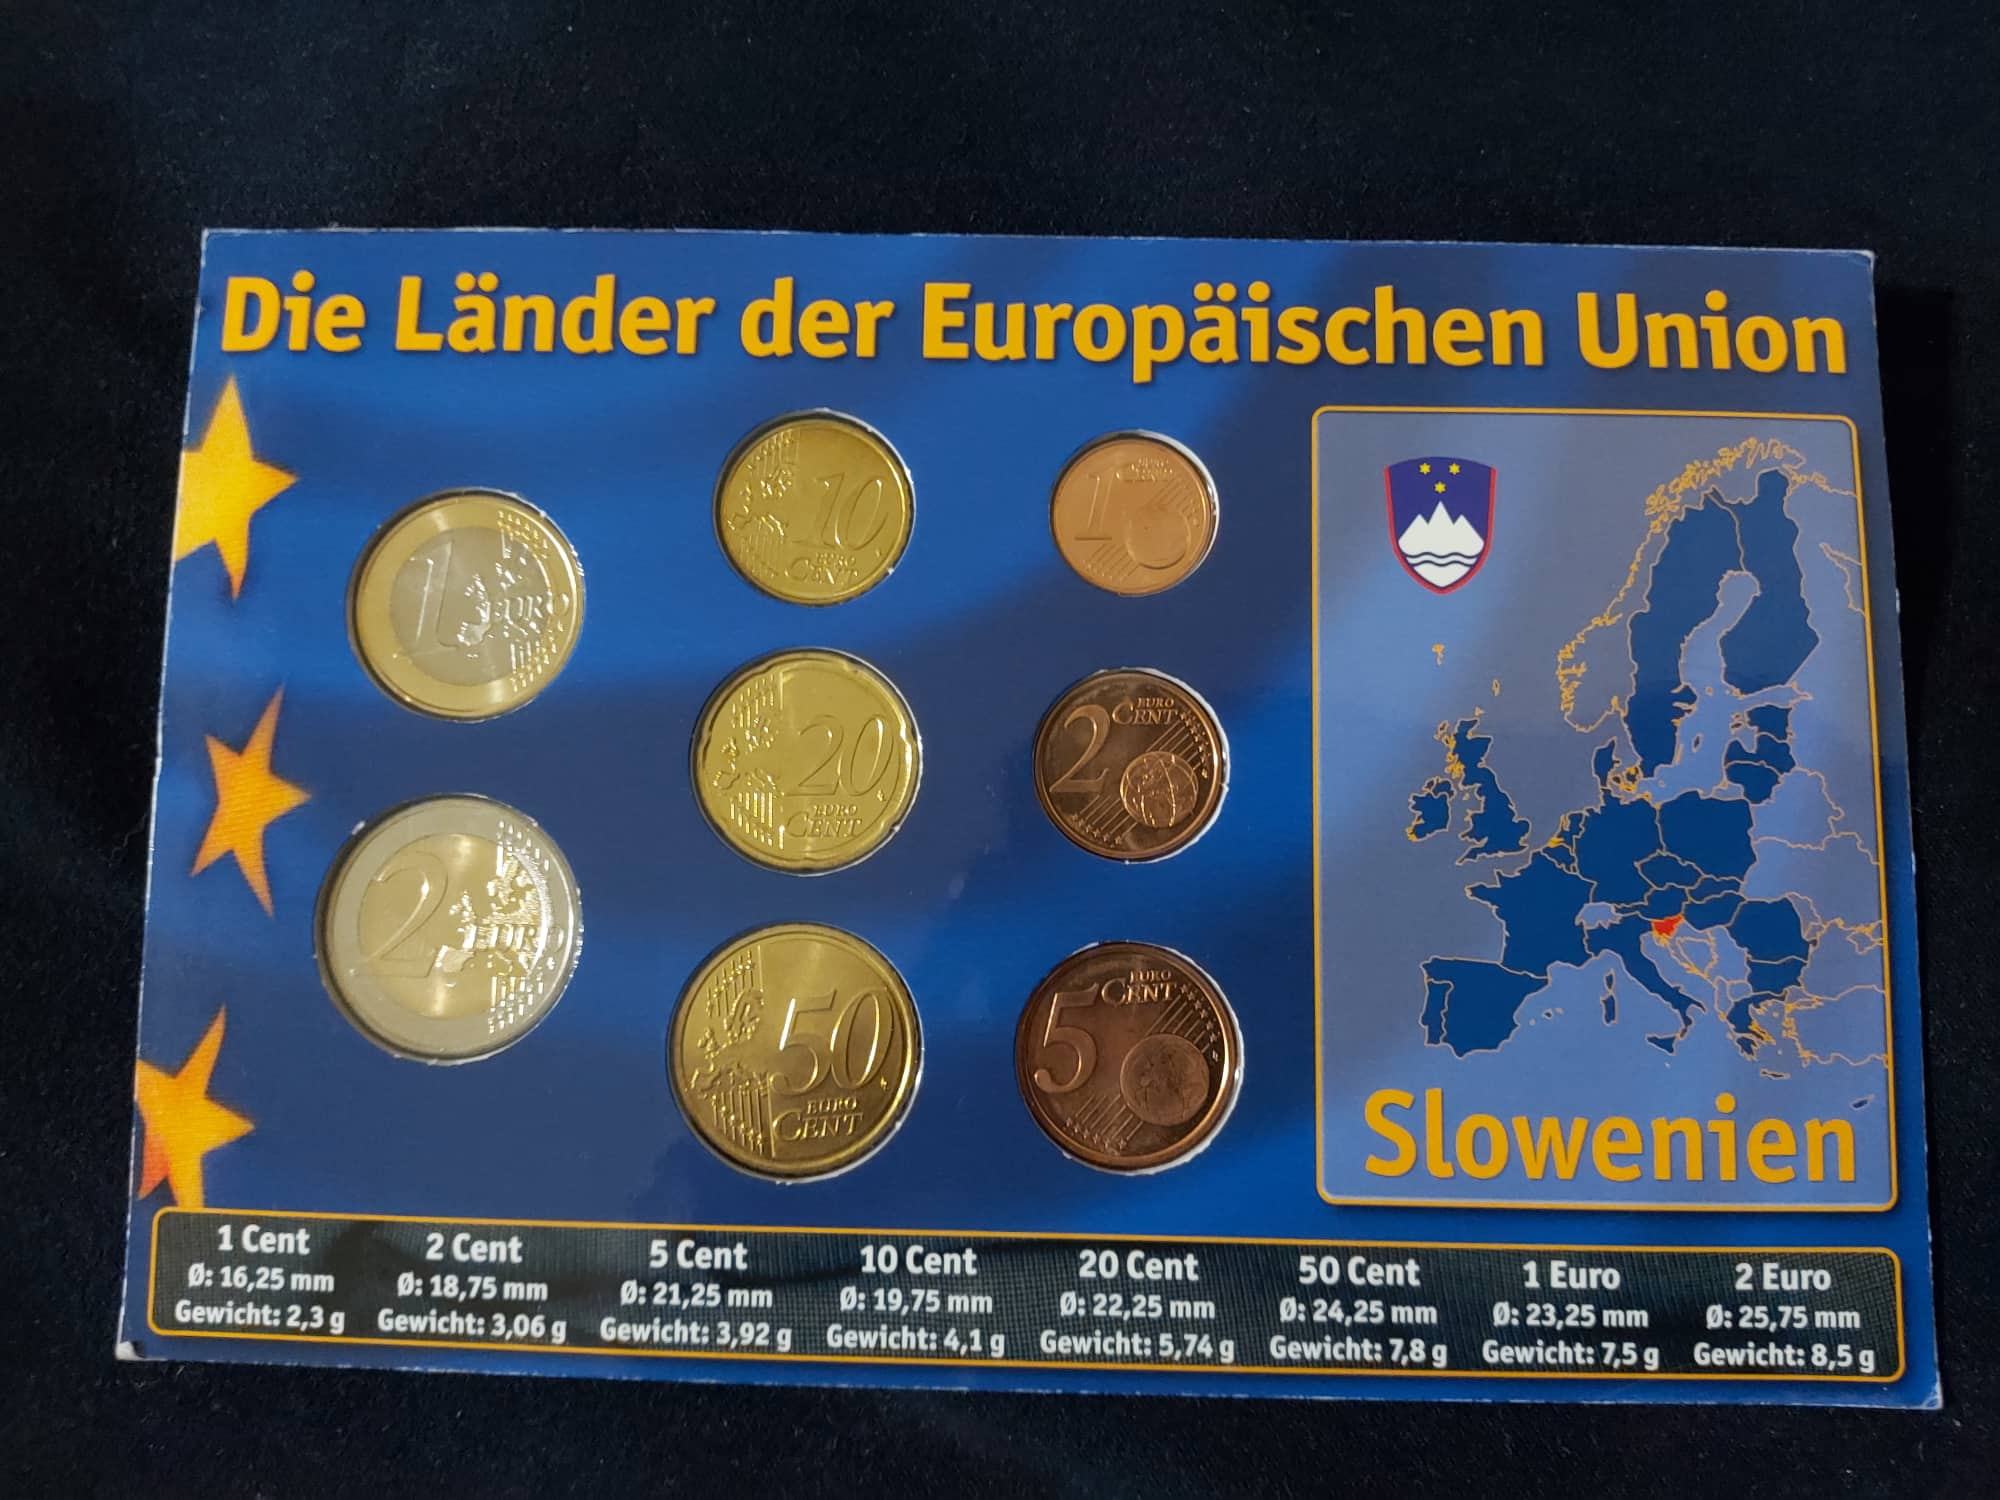 Die Länder der Europäischen Union
1 EURO
10 EURO CENT
1 EURO CENT
20 EURO CENT
2 EURO CENT
2 EURO
50 EURO CENT
5 EURO CENT
Slowenien
1 Cent
Ø: 16,25 mm
Gewicht: 2,3 g
2 Cent
Ø: 18,75 mm
Gewicht: 3,06 g
5 Cent
Ø: 21,25 mm
Gewicht: 3,92 g
10 Cent
Ø: 19,75 mm
Gewicht: 4,1 g
20 Cent
Ø: 22,25 mm
Gewicht: 5,74 g
50 Cent
Ø: 24,25 mm
Gewicht: 7,8 g
1 Euro
Ø: 23,25 mm
Gewicht: 7,5 g
2 Euro
Ø: 25,75 mm
Gewicht: 8,5 g